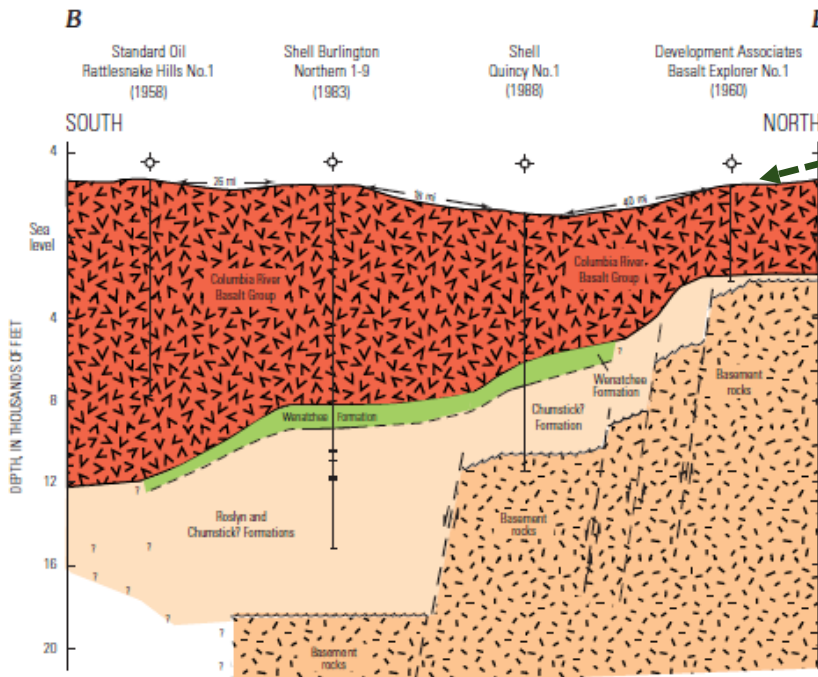 B
Standard Oil
Rattlesnake Hills No.1
(1958)
Shell Burlington
Northern 1-9
(1983)
Shell
Quincy No.1
(1988)
Development Associates
Basalt Explorer No.1
(1960)
SOUTH
NORTH
4
Sea
level
4
8
12
16
20
DEPTH, IN THOUSANDS OF FEET
40 mi
Columbia River
Basalt Group
Columbia River
Basalt Group
Wenatchee Formation
Wenatchee
Formation
?
Chumstick?
Formation
Basement
rocks
?
Roslyn and
Chumstick? Formations
Basement
rocks
? ?
?
?
?
?
?
Basement
rocks